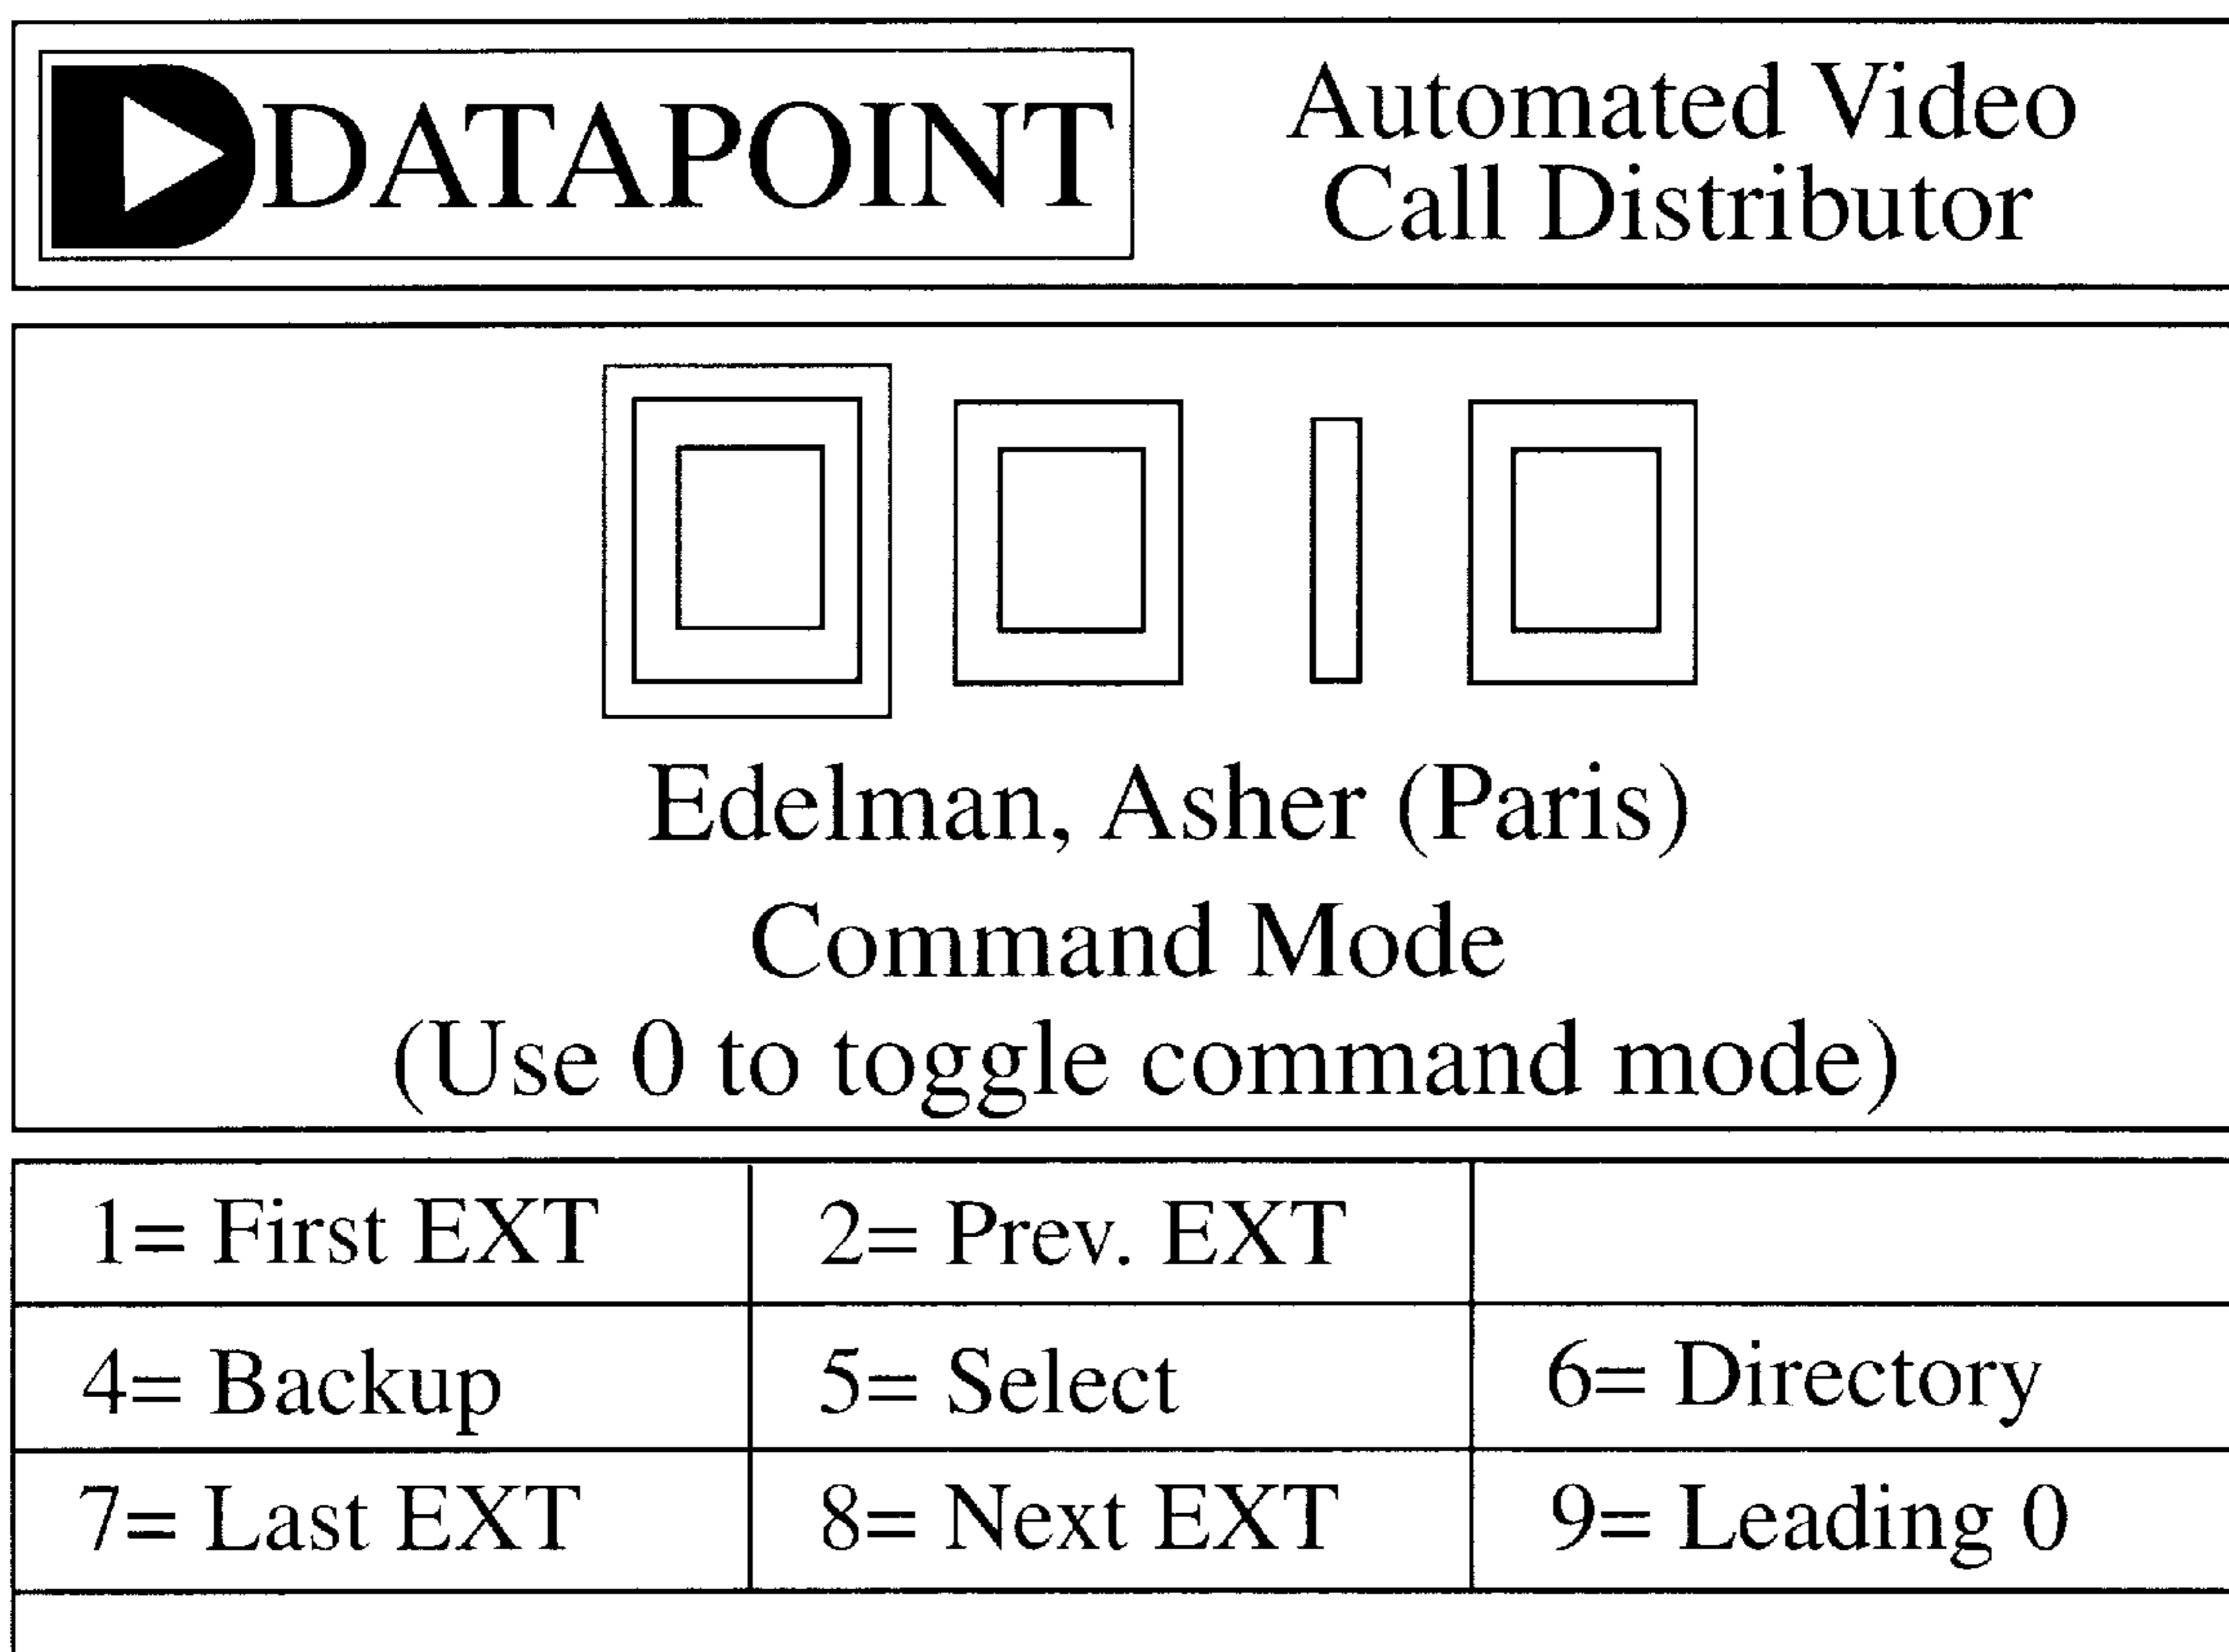 DATAPOINT
Automated Video
Call Distributor
0010
Edelman, Asher (Paris)
Command Mode
(Use 0 to toggle command mode)
1= First EXT
2= Prev. EXT
4= Backup
5= Select
6= Directory
7= Last EXT
8= Next EXT
9= Leading 0